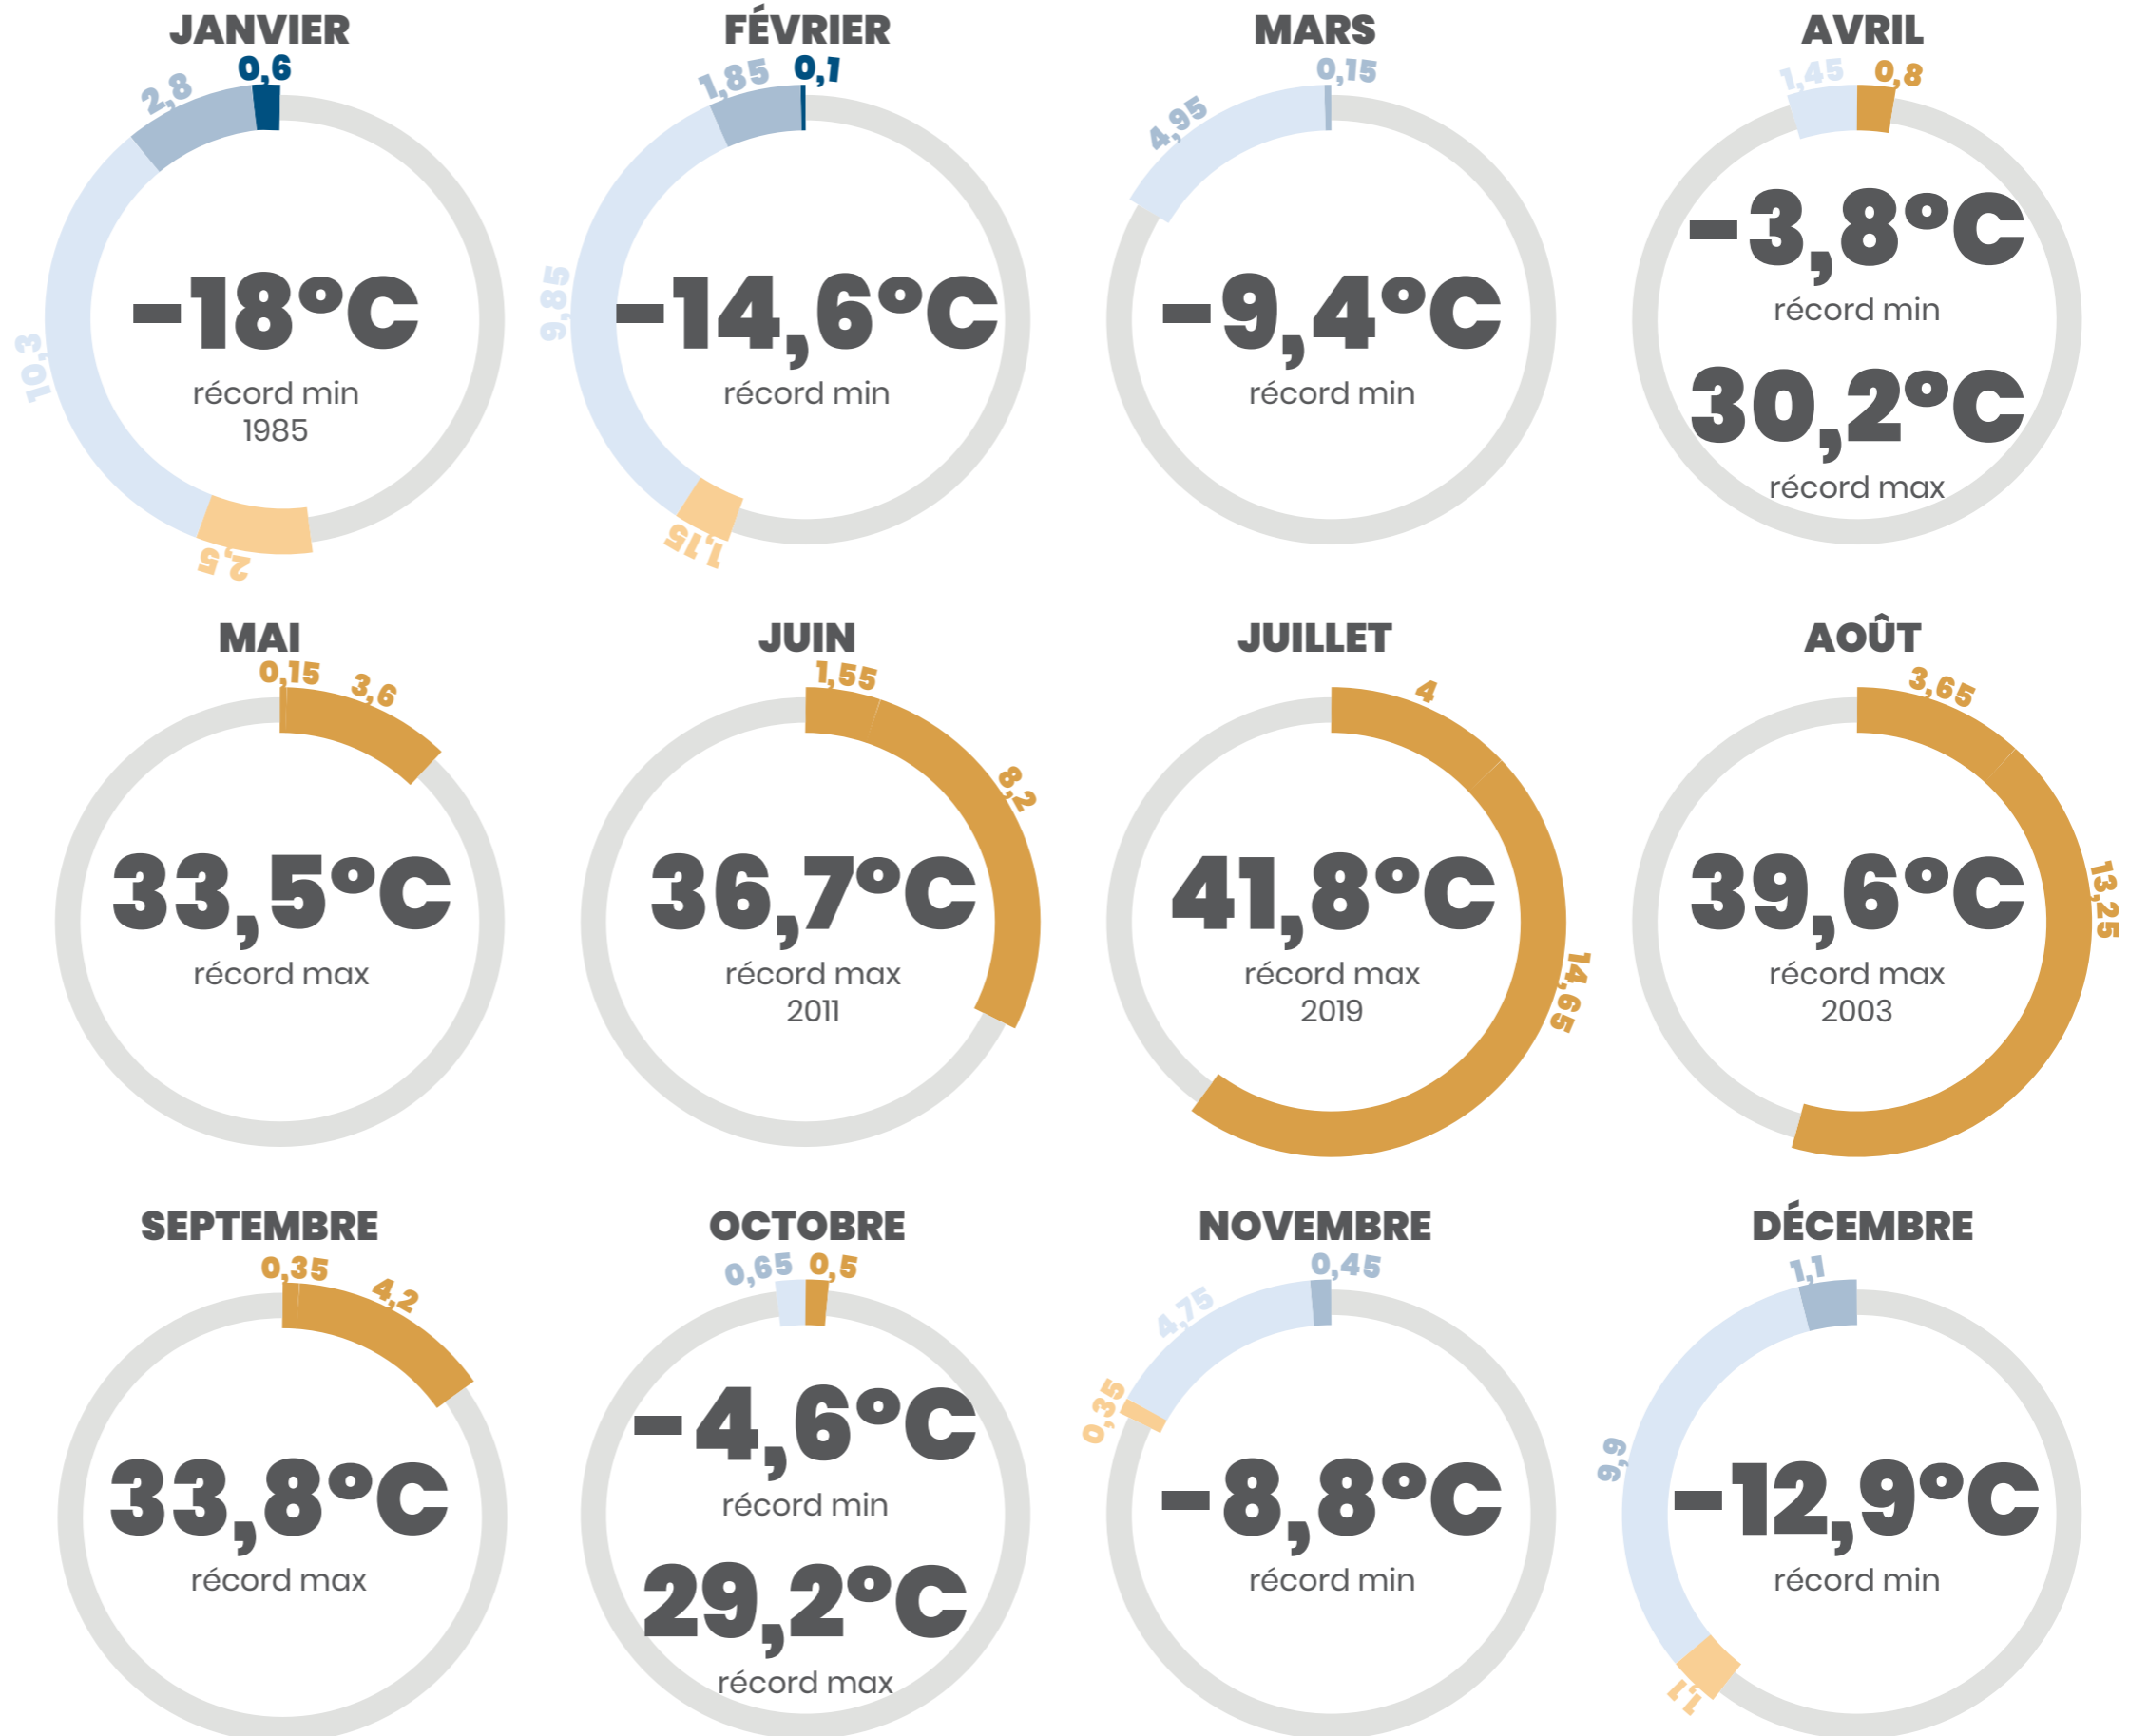 JANVIER
0,6
2,8
10,3
2,5
-18°C
récord min
1985
FÉVRIER
0,1
1,85
9,85
1,15
-14,6°C
récord min
MARS
0,15
4,95
-9,4°C
récord min
AVRIL
1,45
0,8
-3,8°C
récord min
30,2°C
récord max
MAI
0,15
3,6
33,5°C
récord max
JUIN
1,55
8,2
36,7°C
récord max
2011
JUILLET
4
14,65
41,8°C
récord max
2019
AOÛT
3,65
13,25
39,6°C
récord max
2003
SEPTEMBRE
0,35
4,2
33,8°C
récord max
OCTOBRE
0,65
0,5
-4,6°C
récord min
29,2°C
récord max
NOVEMBRE
0,45
4,75
0,35
-8,8°C
récord min
DÉCEMBRE
1,1
9,9
1,1
-12,9°C
récord min